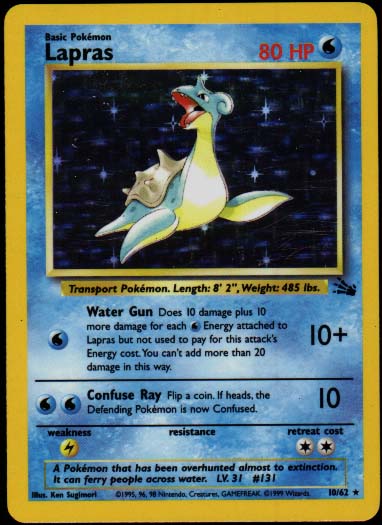 Basic Pokémon
Lapras
80 HP
Transport Pokémon. Length: 8' 2", Weight: 485 lbs.
Water Gun Does 10 damage plus 10
more damage for each Energy attached to
Lapras but not used to pay for this attack's
Energy cost. You can't add more than 20
damage in this way.
10+
Confuse Ray Flip a coin. If heads, the
Defending Pokémon is now Confused.
10
weakness
resistance
retreat cost
A Pokémon that has been overhunted almost to extinction.
It can ferry people across water. LV. 31 #131
Illus. Ken Sugimori
©1995, 96, 98 Nintendo, Creatures, GAMEFREAK. ©1999 Wizards.
10/62 ★